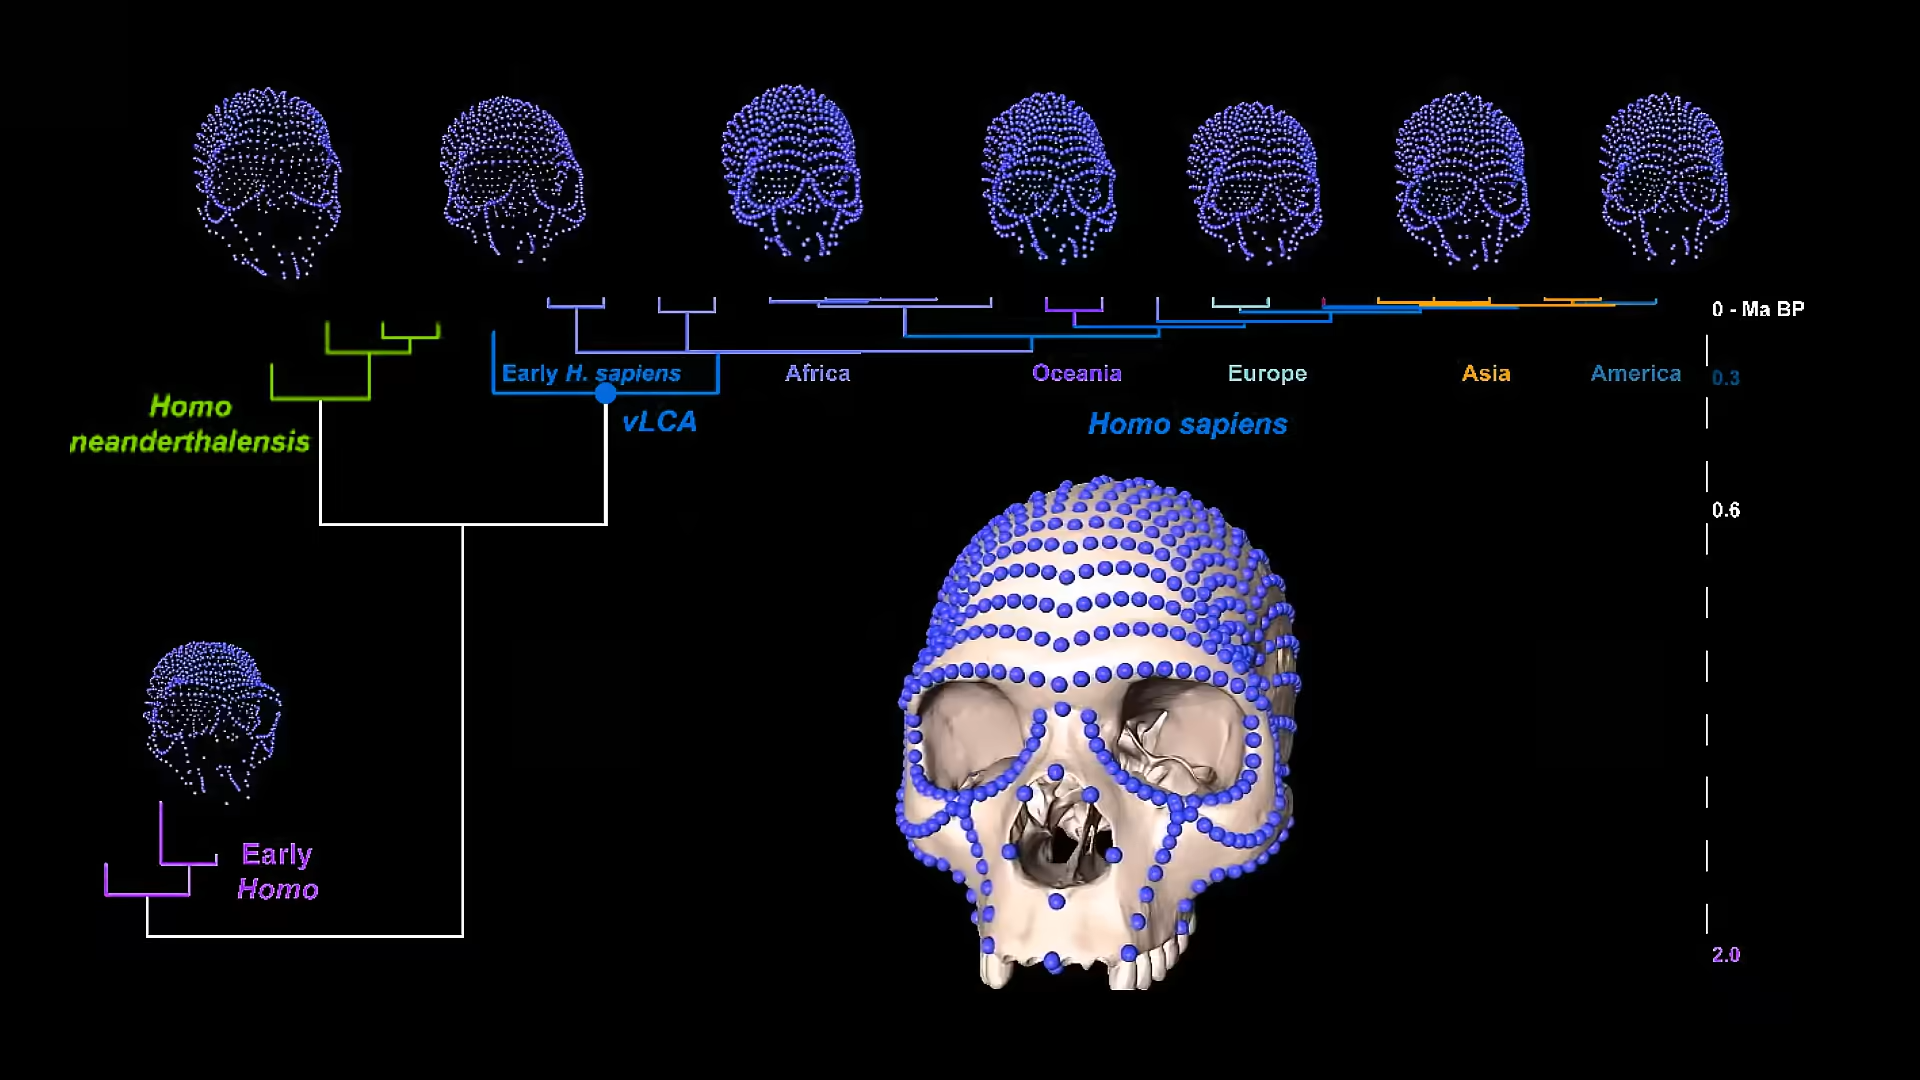 0 - Ma BP
Early H. sapiens
Africa
Oceania
Europe
Asia
America
0.3
Homo
neanderthalensis
vLCA
Homo sapiens
0.6
Early
Homo
2.0